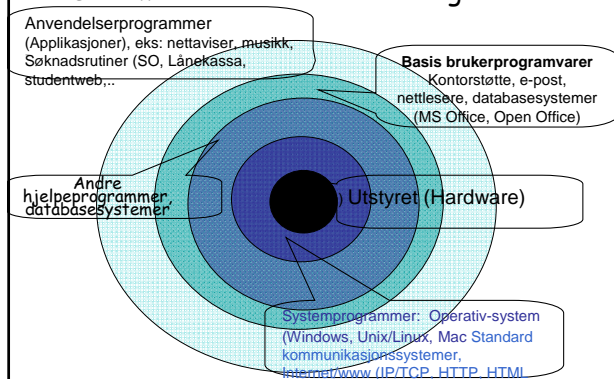 Anvendelserprogrammer
(Applikasjoner), eks: nettaviser, musikk,
Søknadsrutiner (SO, Lånekassa,
studentweb,..
Basis brukerprogramvarer
Kontorstøtte, e-post,
nettlesere, databasesystemer
(MS Office, Open Office)
Andre
hjelpeprogrammer,
databasesystemer
) Utstyret (Hardware)
Systemprogrammer: Operativ-system
(Windows, Unix/Linux, Mac Standard
kommunikasjonssystemer,
Internet/www (IP/TCP, HTTP, HTML